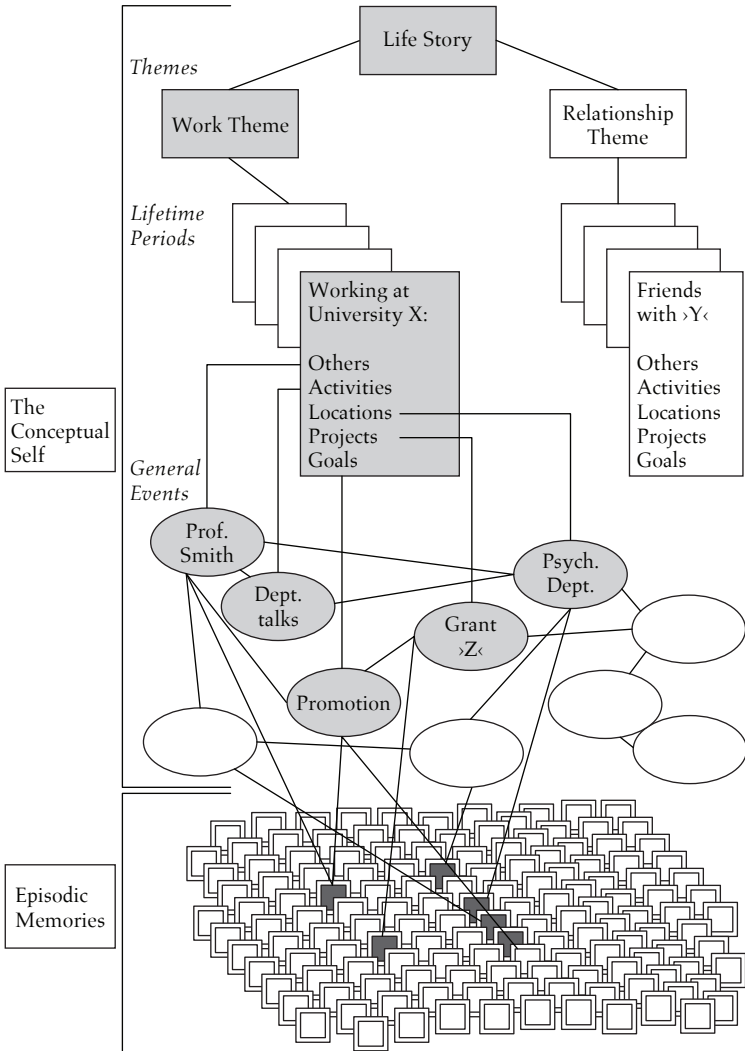 Life Story
Themes
Work Theme
Relationship
Theme
Lifetime
Periods
Working at
University X:
Others
Activities
Locations
Projects
Goals
Friends
with ›Y‹
Others
Activities
Locations
Projects
Goals
The
Conceptual
Self
General
Events
Prof.
Smith
Dept.
talks
Psych.
Dept.
Grant
›Z‹
Promotion
Episodic
Memories